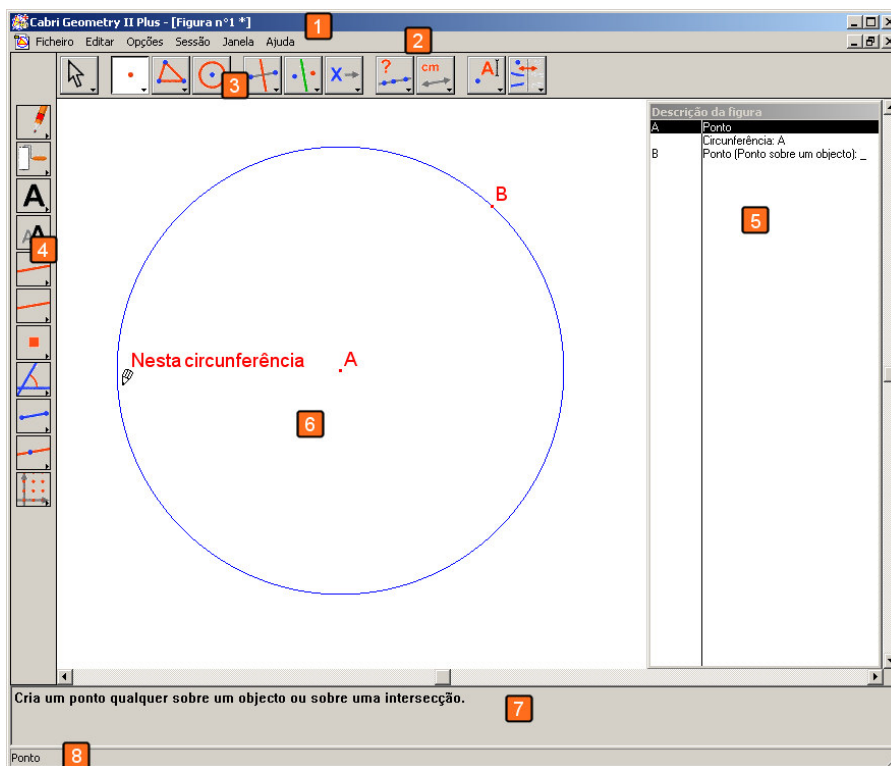 Cabri Geometry II Plus - [Figura n°1 *]
1
Ficheiro Editar Opções Sessão Janela Ajuda
2
3
? cm A X
A
AA
4
Descrição da figura
A Ponto
Circunferência: A
B Ponto (Ponto sobre um objecto): _
5
B
Nesta circunferência
A
6
Cria um ponto qualquer sobre um objecto ou sobre uma intersecção.
7
Ponto
8